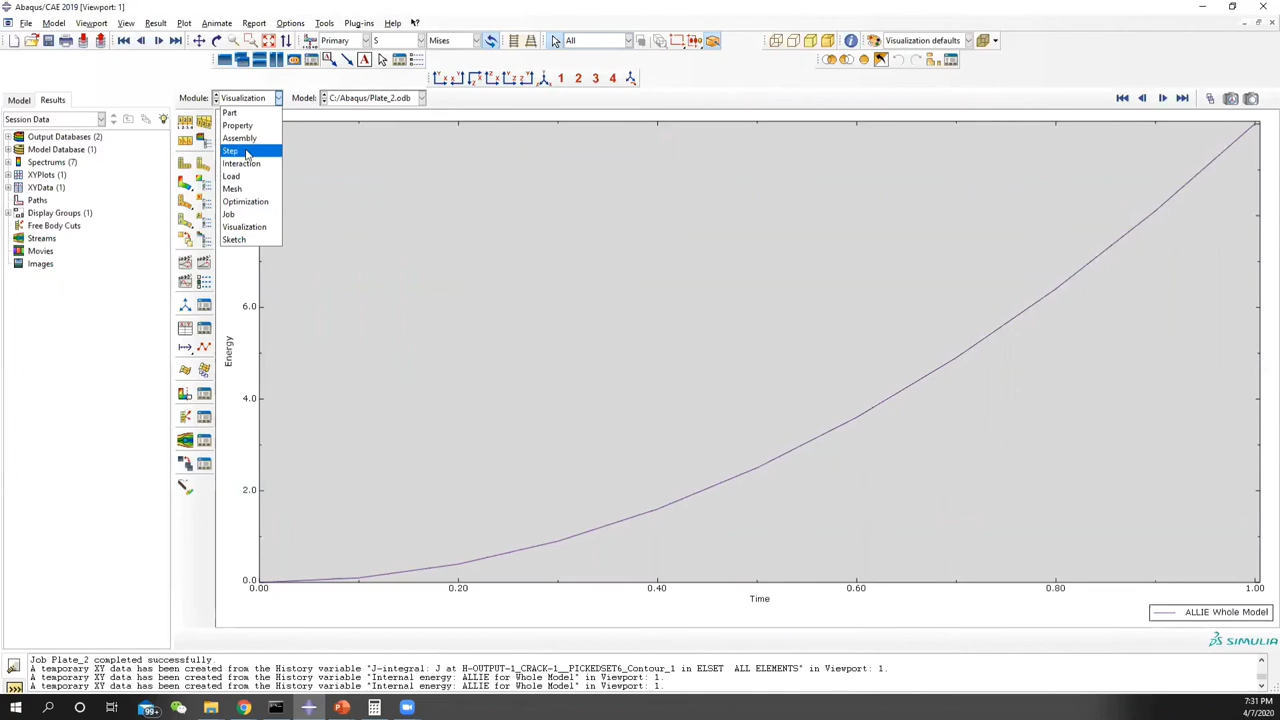 Abaqus/CAE 2019 [Viewport: 1]
File Model Viewport View Result Plot Animate Report Options Tools Plug-ins Help
Primary S Mises All Visualization defaults
1 2 3 4
Model Results Module: Visualization Model: C:/Abaqus/Plate_2.odb
Session Data
Output Databases (2)
Model Database (1)
Spectrums (7)
XYPlots (1)
XYData (1)
Paths
Display Groups (1)
Free Body Cuts
Streams
Movies
Images
Part
Property
Assembly
Step
Interaction
Load
Mesh
Optimization
Job
Visualization
Sketch
6.0
4.0
2.0
0.0
Energy
0.00 0.20 0.40 0.60 0.80 1.00
Time
ALLIE Whole Model
SIMULIA
Job Plate_2 completed successfully.
A temporary XY data has been created from the History variable "J-integral: J at H-OUTPUT-1_CRACK-1__PICKEDSET6_Contour_1 in ELSET  ALL ELEMENTS" in Viewport: 1.
A temporary XY data has been created from the History variable "Internal energy: ALLIE for Whole Model" in Viewport: 1.
A temporary XY data has been created from the History variable "Internal energy: ALLIE for Whole Model" in Viewport: 1.
99+
7:31 PM
4/7/2020